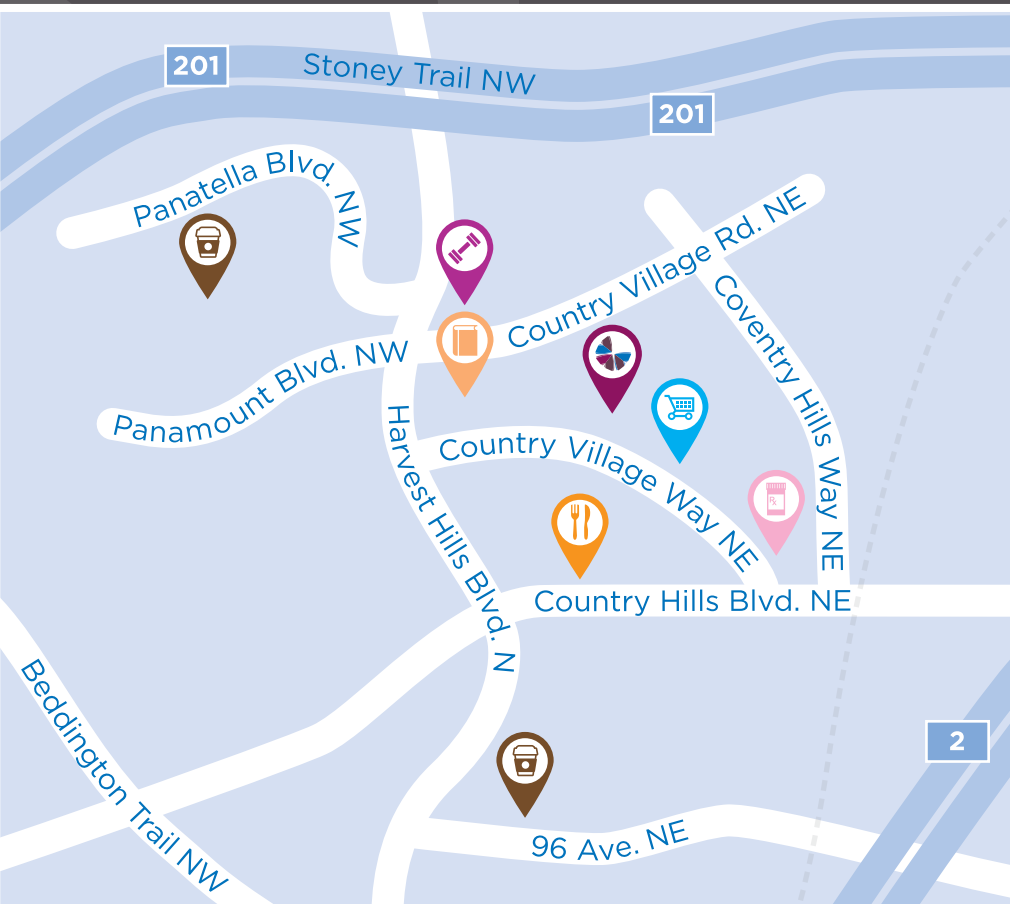 201
Stoney Trail NW
201
Panatella Blvd. NW
Country Village Rd. NE
Coventry Hills Way NE
Panamount Blvd. NW
Harvest Hills Blvd. N
Country Village Way NE
Rx
Country Hills Blvd. NE
Beddington Trail NW
2
96 Ave. NE